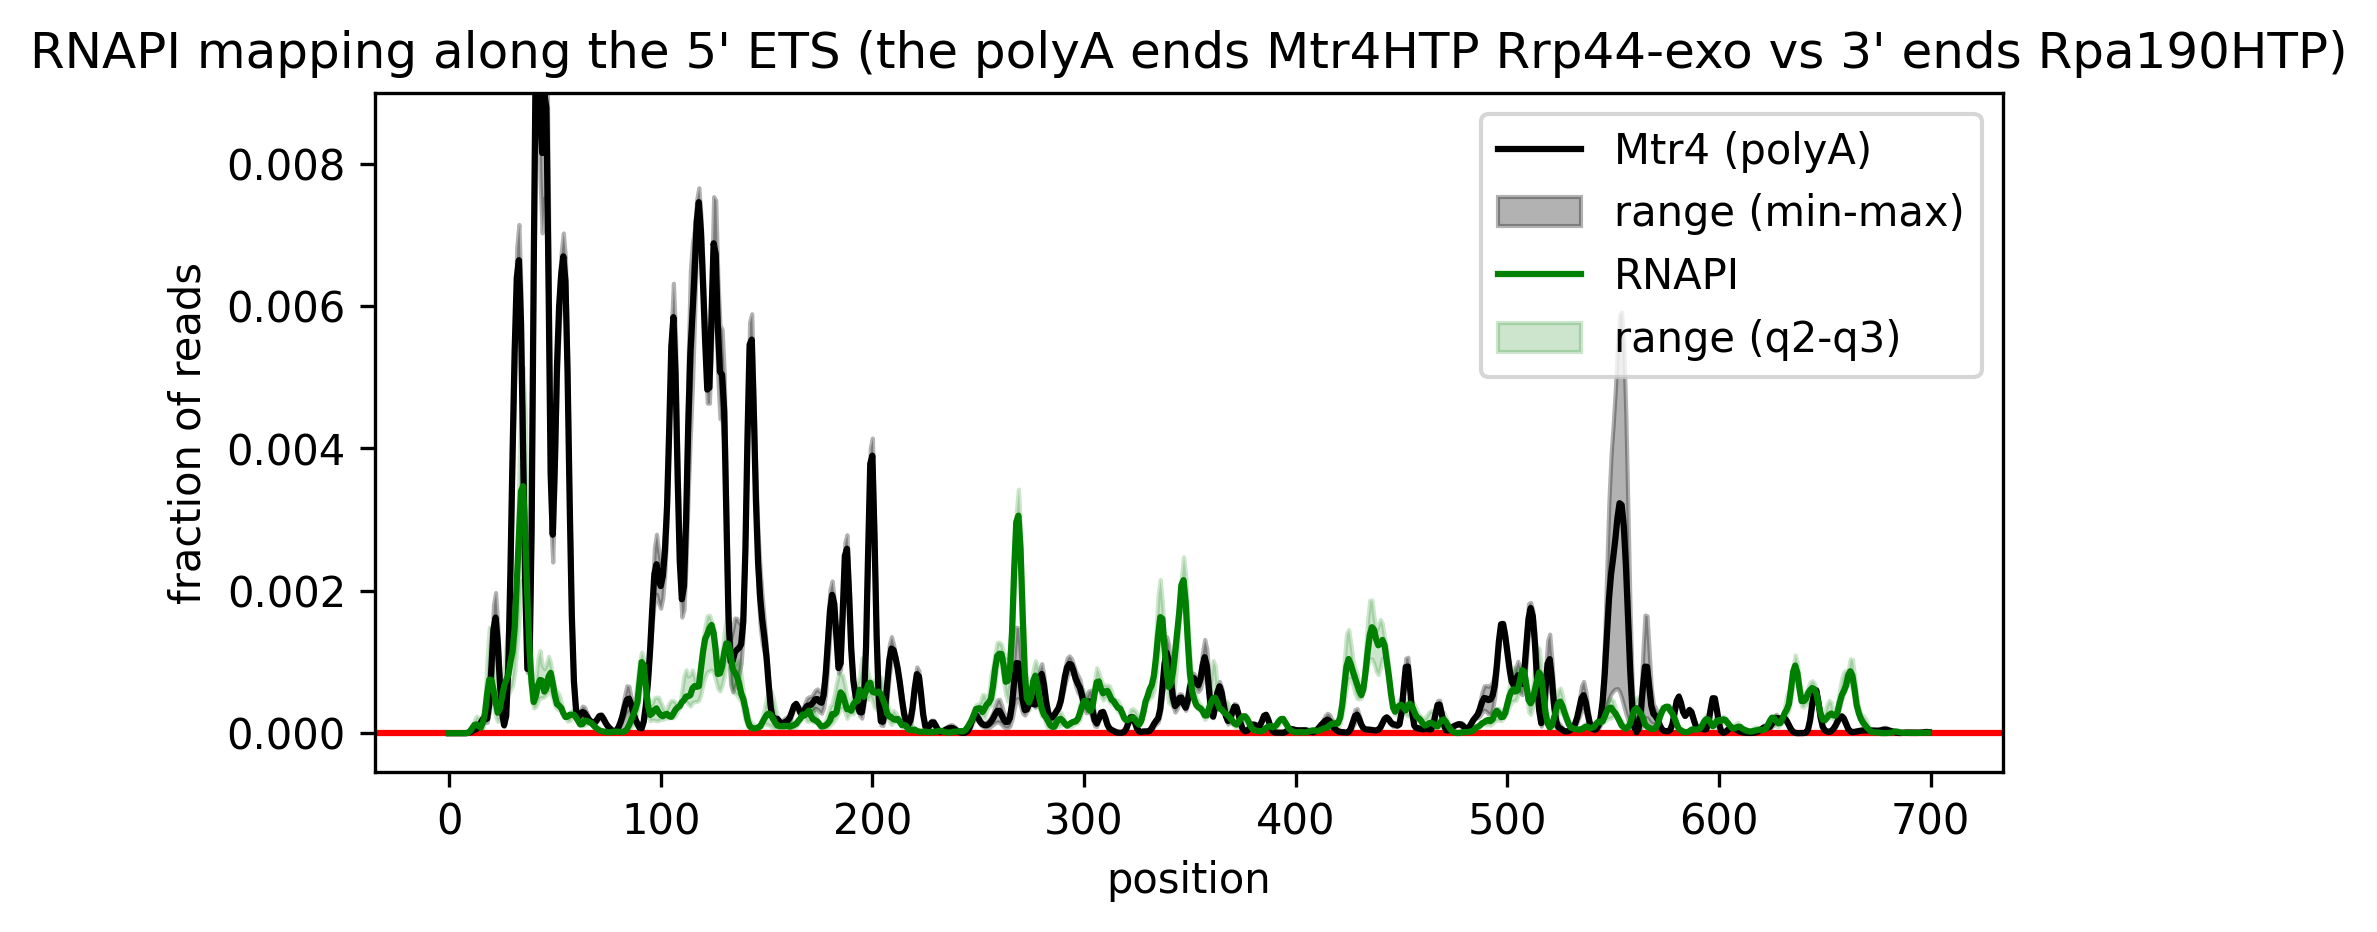 RNAPI mapping along the 5' ETS (the polyA ends Mtr4HTP Rrp44-exo vs 3' ends Rpa190HTP)
Mtr4 (polyA)
range (min-max)
RNAPI
range (q2-q3)
fraction of reads
0.008
0.006
0.004
0.002
0.000
0 100 200 300 400 500 600 700
position